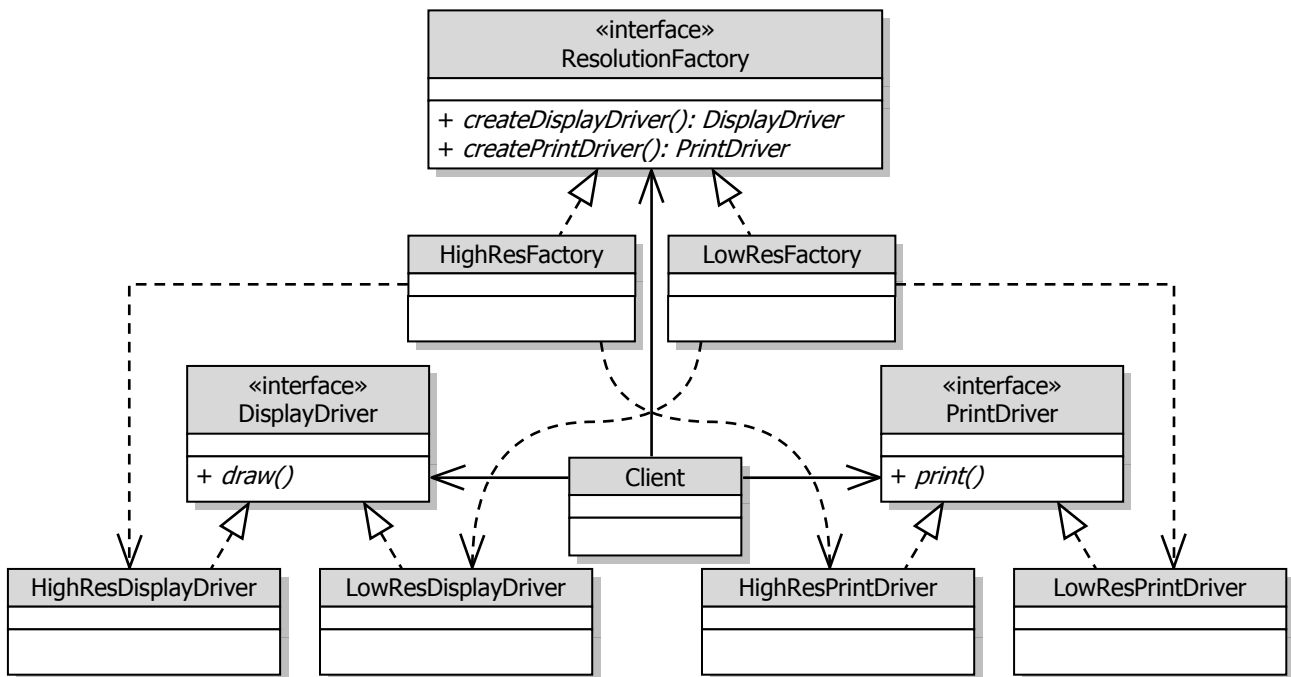 «interface»
ResolutionFactory
+ createDisplayDriver(): DisplayDriver
+ createPrintDriver(): PrintDriver
HighResFactory
LowResFactory
«interface»
DisplayDriver
+ draw()
«interface»
PrintDriver
+ print()
Client
HighResDisplayDriver
LowResDisplayDriver
HighResPrintDriver
LowResPrintDriver